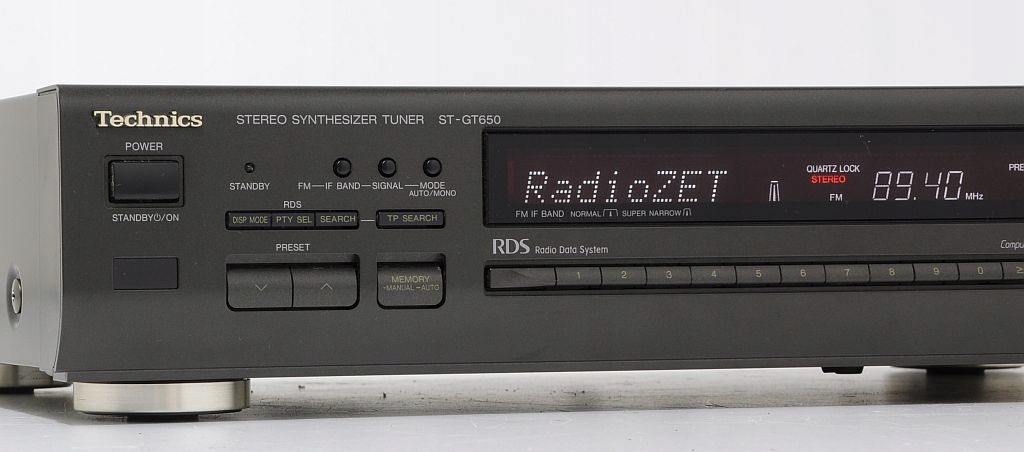 Technics STEREO SYNTHESIZER TUNER ST-GT650
POWER
STANDBY⏻/ON
STANDBY
FM IF BAND SIGNAL MODE
AUTO/MONO
RDS
DISP MODE PTY SEL SEARCH TP SEARCH
PRESET
MEMORY
-MANUAL -AUTO
RadioZET
QUARTZ LOCK
STEREO
FM
89.40 MHz
FM IF BAND NORMAL SUPER NARROW
RDS Radio Data System
1 2 3 4 5 6 7 8 9 0 ≥